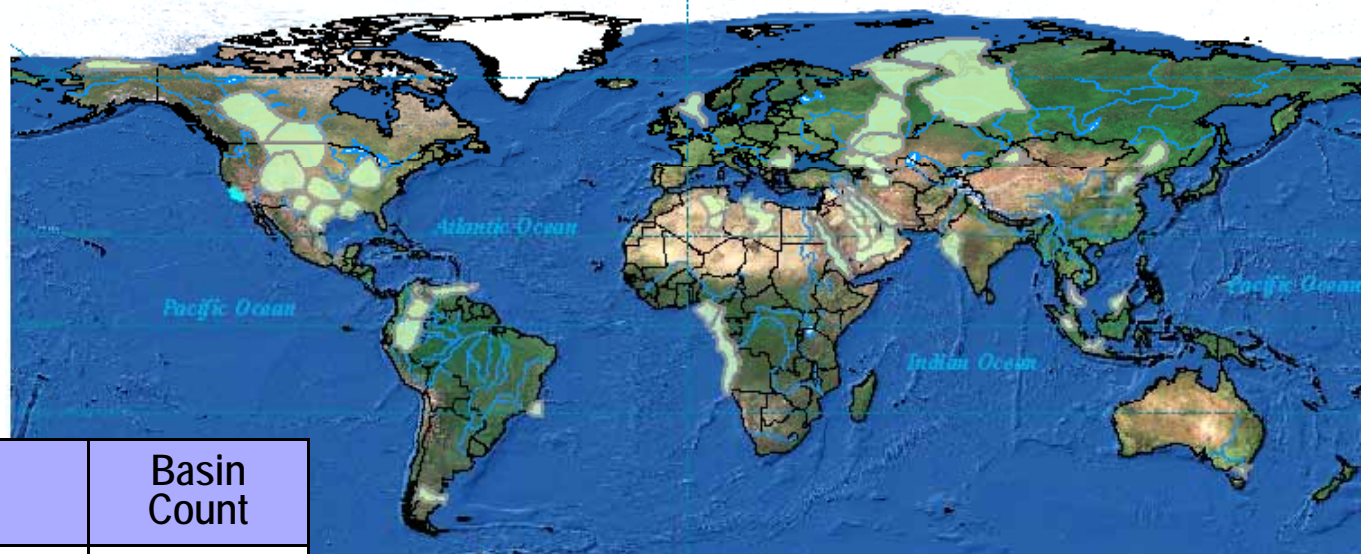 Atlantic Ocean
Pacific Ocean
Pacific Ocean
Indian Ocean
Basin
Count